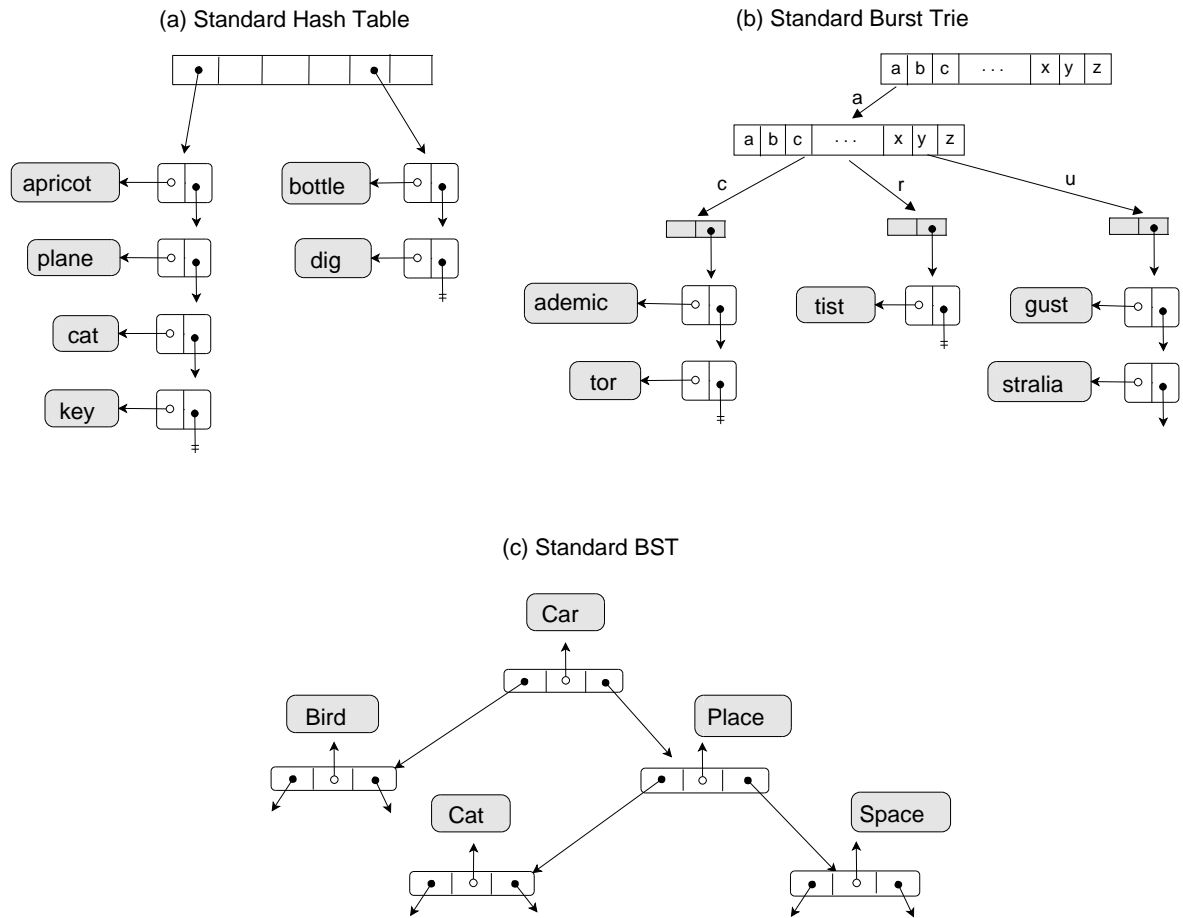 (a) Standard Hash Table
apricot
plane
cat
key
bottle
dig
(b) Standard Burst Trie
a b c ... x y z
a
a b c ... x y z
c
r
u
ademic
tor
tist
gust
stralia
(c) Standard BST
Car
Bird
Place
Cat
Space